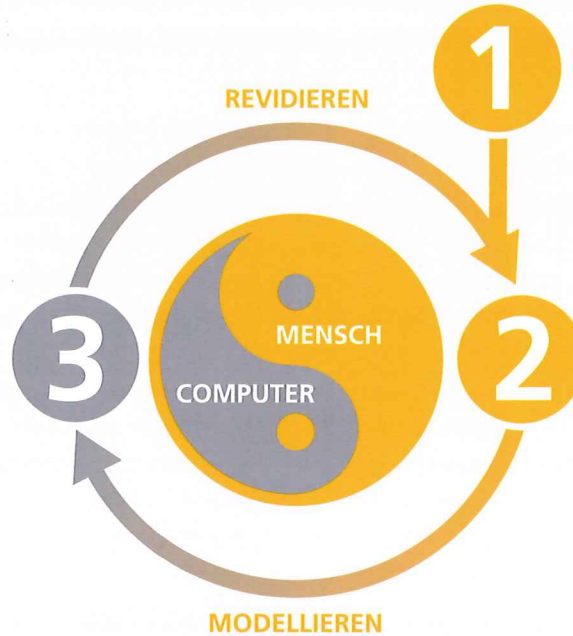 1
REVIDIEREN
MENSCH
3
2
COMPUTER
MODELLIEREN